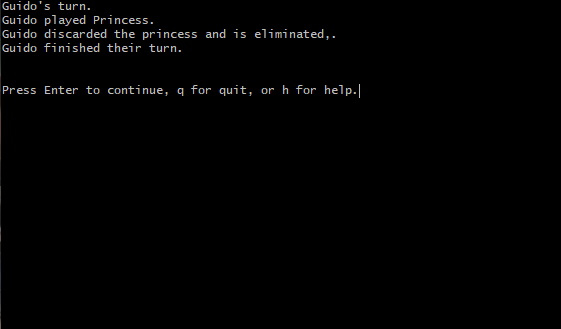 Guido's turn.
Guido played Princess.
Guido discarded the princess and is eliminated,.
Guido finished their turn.
Press Enter to continue, q for quit, or h for help.